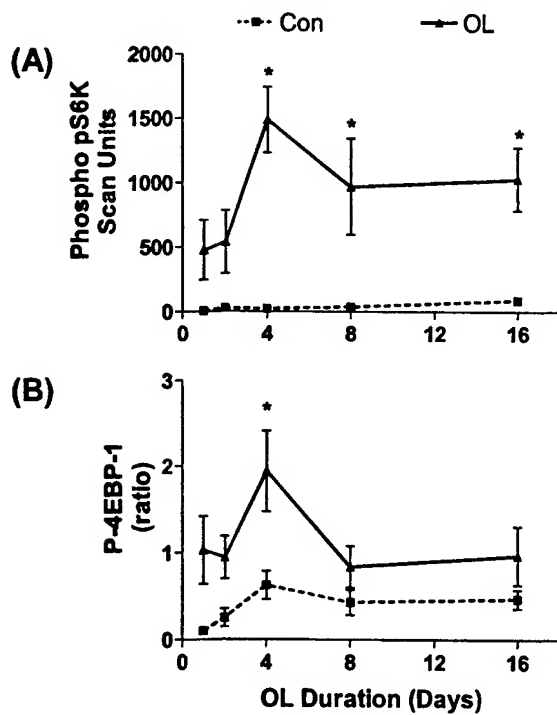 Con OL
(A)
Phospho pS6K
Scan Units
2000
1500
1000
500
0
* * *
0 4 8 12 16
(B)
P-4EBP-1
(ratio)
3
2
1
0
*
0 4 8 12 16
OL Duration (Days)